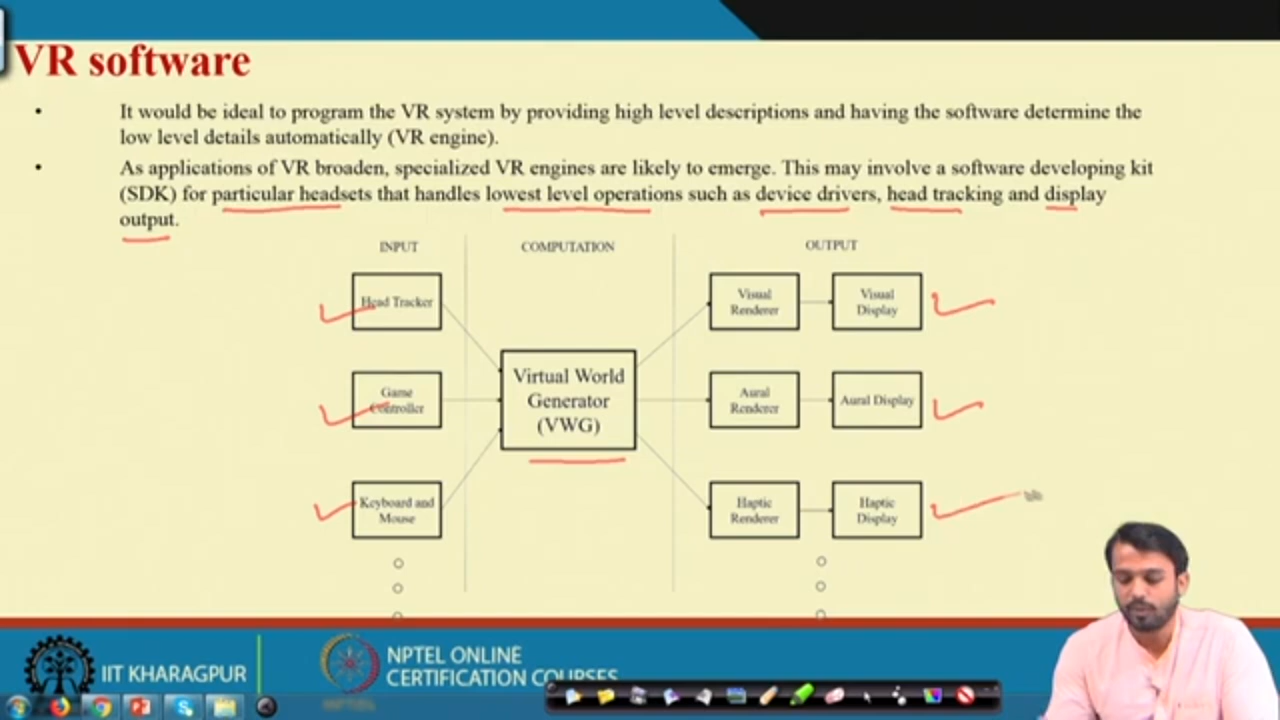 VR software
• It would be ideal to program the VR system by providing high level descriptions and having the software determine the
low level details automatically (VR engine).
• As applications of VR broaden, specialized VR engines are likely to emerge. This may involve a software developing kit
(SDK) for particular headsets that handles lowest level operations such as device drivers, head tracking and display
output.
INPUT
COMPUTATION
OUTPUT
Head Tracker
Visual
Renderer
Visual
Display
Game
Controller
Virtual World
Generator
(VWG)
Aural
Renderer
Aural Display
Keyboard and
Mouse
Haptic
Renderer
Haptic
Display
IIT KHARAGPUR
NPTEL ONLINE
CERTIFICATION COURSES